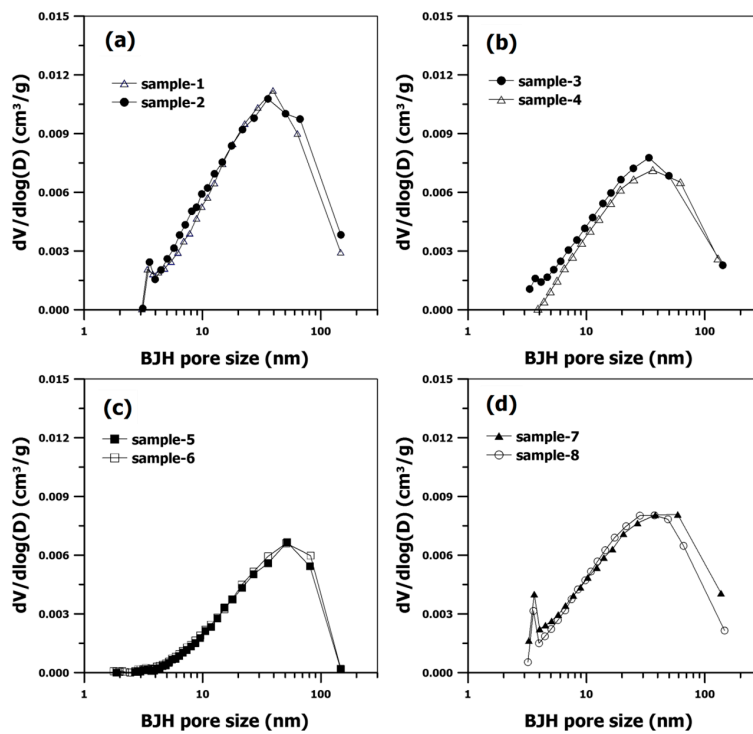 (a)
sample-1
sample-2
dV/dlog(D) (cm³/g)
0.015
0.012
0.009
0.006
0.003
0.000
1
10
100
BJH pore size (nm)
(b)
sample-3
sample-4
dV/dlog(D) (cm³/g)
0.015
0.012
0.009
0.006
0.003
0.000
1
10
100
BJH pore size (nm)
(c)
sample-5
sample-6
dV/dlog(D) (cm³/g)
0.015
0.012
0.009
0.006
0.003
0.000
1
10
100
BJH pore size (nm)
(d)
sample-7
sample-8
dV/dlog(D) (cm³/g)
0.015
0.012
0.009
0.006
0.003
0.000
1
10
100
BJH pore size (nm)